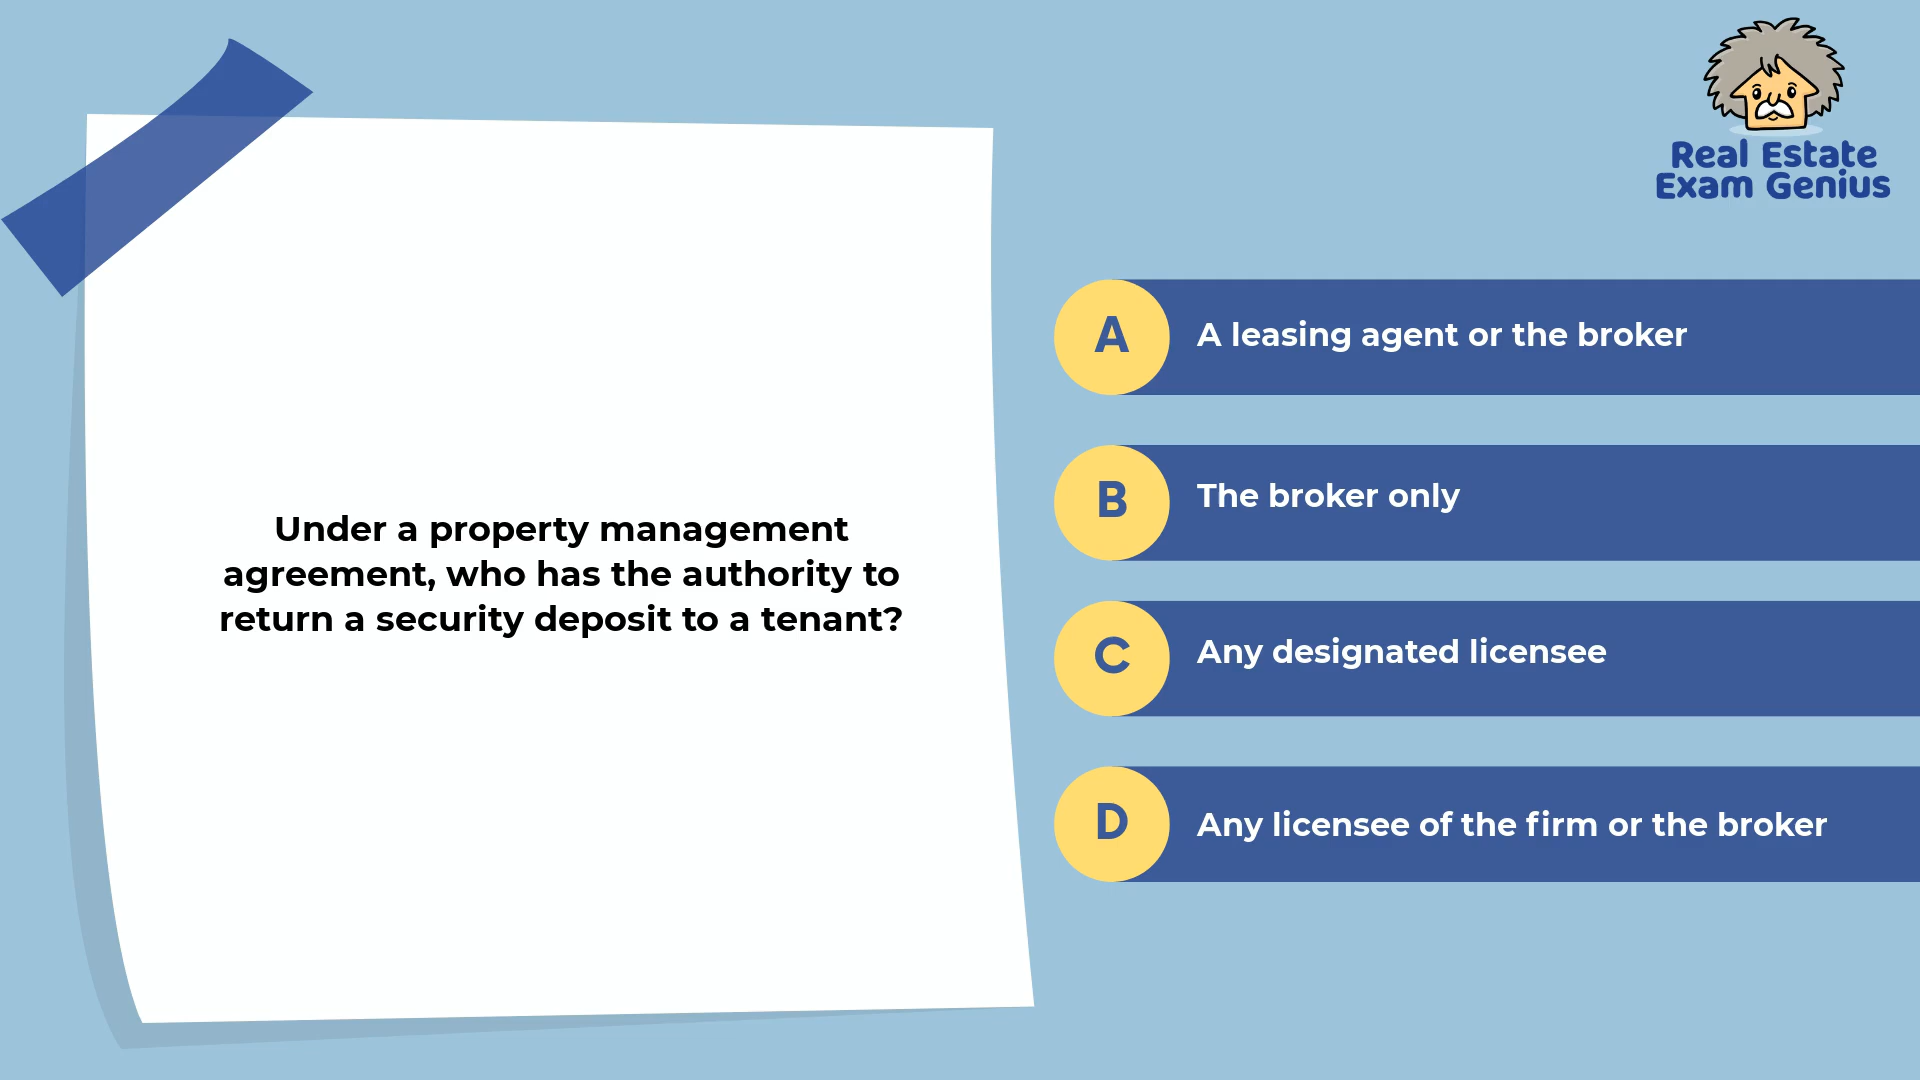 Real Estate
Exam Genius
Under a property management
agreement, who has the authority to
return a security deposit to a tenant?
A
A leasing agent or the broker
B
The broker only
C
Any designated licensee
D
Any licensee of the firm or the broker